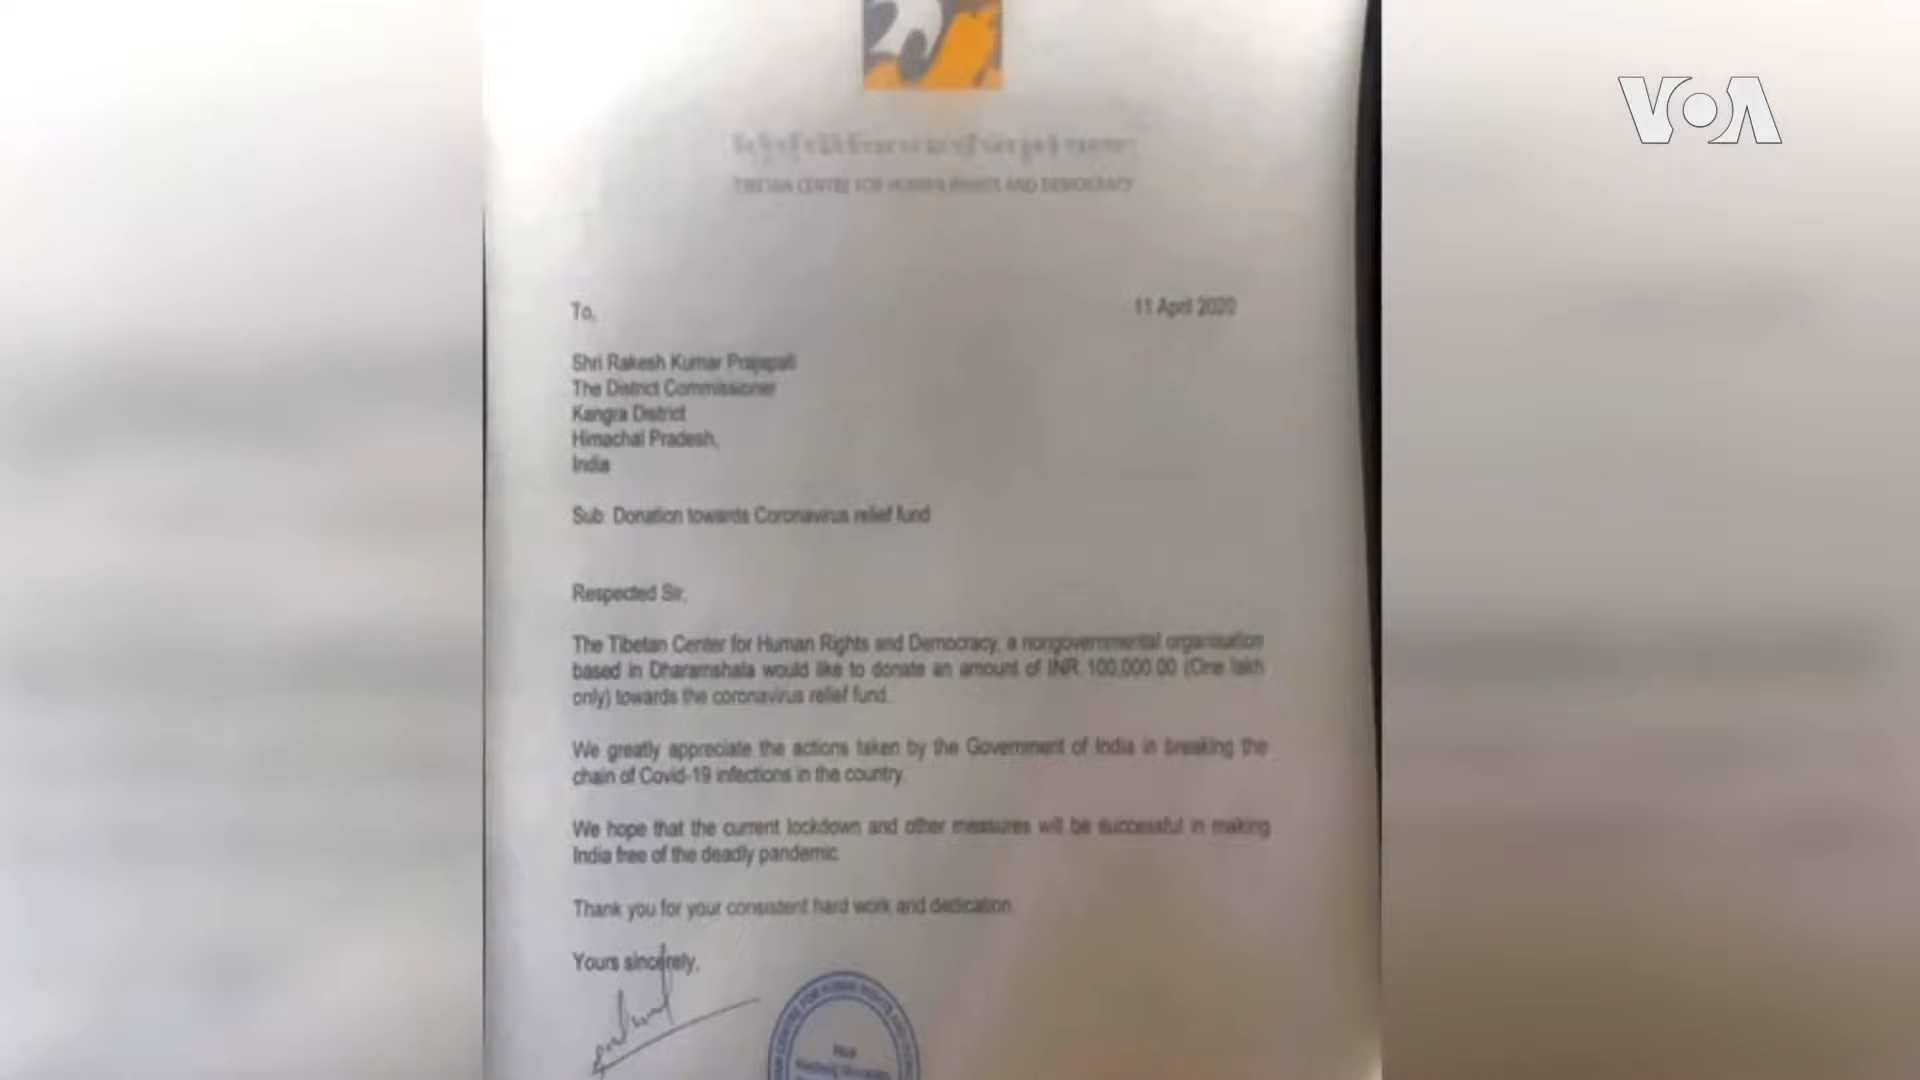 VOA
TIBETAN CENTRE FOR HUMAN RIGHTS AND DEMOCRACY
To,
11 April 2020
Shri Rakesh Kumar Prajapati
The District Commissioner
Kangra District
Himachal Pradesh,
India
Sub: Donation towards Coronavirus relief fund
Respected Sir,
The Tibetan Center for Human Rights and Democracy, a nongovernmental organisation
based in Dharamshala would like to donate an amount of INR 100,000.00 (One lakh
only) towards the coronavirus relief fund.
We greatly appreciate the actions taken by the Government of India in breaking the
chain of Covid-19 infections in the country.
We hope that the current lockdown and other measures will be successful in making
India free of the deadly pandemic.
Thank you for your consistent hard work and dedication.
Yours sincerely,
CENTRE FOR HUMAN RIGHTS AND